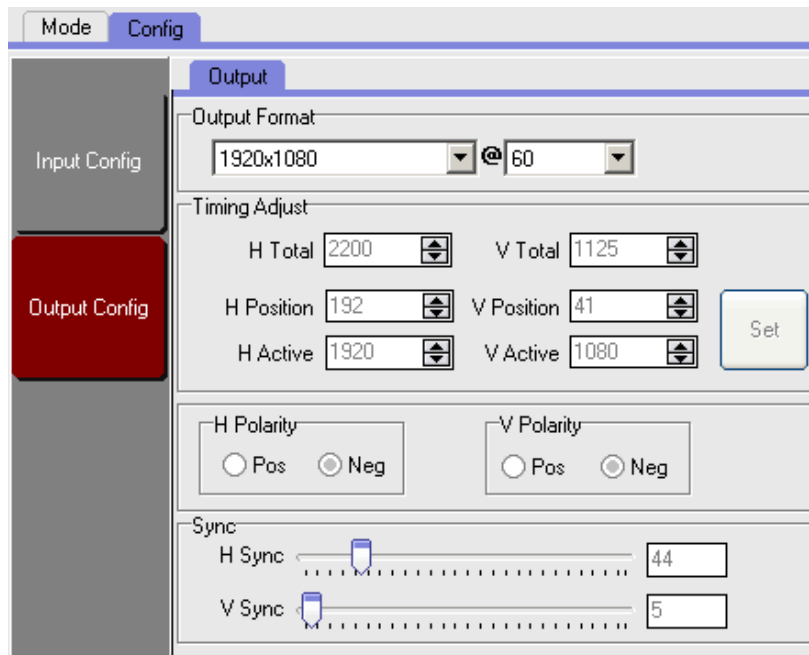 Mode Config
Output
Input Config
Output Config
Output Format
1920x1080 @ 60
Timing Adjust
H Total 2200 V Total 1125
H Position 192 V Position 41
H Active 1920 V Active 1080
Set
H Polarity V Polarity
Pos Neg Pos Neg
Sync
H Sync 44
V Sync 5